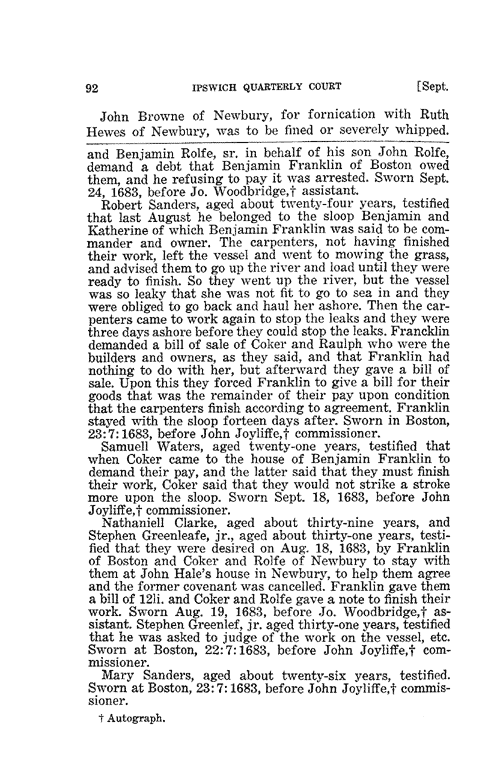 92 IPSWICH QUARTERLY COURT [Sept.
John Browne of Newbury, for fornication with Ruth
Hewes of Newbury, was to be fined or severely whipped.
and Benjamin Rolfe, sr. in behalf of his son John Rolfe,
demand a debt that Benjamin Franklin of Boston owed
them, and he refusing to pay it was arrested. Sworn Sept.
24, 1683, before Jo. Woodbridge,† assistant.
Robert Sanders, aged about twenty-four years, testified
that last August he belonged to the sloop Benjamin and
Katherine of which Benjamin Franklin was said to be com-
mander and owner. The carpenters, not having finished
their work, left the vessel and went to mowing the grass,
and advised them to go up the river and load until they were
ready to finish. So they went up the river, but the vessel
was so leaky that she was not fit to go to sea in and they
were obliged to go back and haul her ashore. Then the car-
penters came to work again to stop the leaks and they were
three days ashore before they could stop the leaks. Francklin
demanded a bill of sale of Coker and Raulph who were the
builders and owners, as they said, and that Franklin had
nothing to do with her, but afterward they gave a bill of
sale. Upon this they forced Franklin to give a bill for their
goods that was the remainder of their pay upon condition
that the carpenters finish according to agreement. Franklin
stayed with the sloop forteen days after. Sworn in Boston,
23:7:1683, before John Joyliffe,† commissioner.
Samuell Waters, aged twenty-one years, testified that
when Coker came to the house of Benjamin Franklin to
demand their pay, and the latter said that they must finish
their work, Coker said that they would not strike a stroke
more upon the sloop. Sworn Sept. 18, 1683, before John
Joyliffe,† commissioner.
Nathaniell Clarke, aged about thirty-nine years, and
Stephen Greenleafe, jr., aged about thirty-one years, testi-
fied that they were desired on Aug. 18, 1683, by Franklin
of Boston and Coker and Rolfe of Newbury to stay with
them at John Hale's house in Newbury, to help them agree
and the former covenant was cancelled. Franklin gave them
a bill of 12li. and Coker and Rolfe gave a note to finish their
work. Sworn Aug. 19, 1683, before Jo. Woodbridge,† as-
sistant. Stephen Greenlef, jr. aged thirty-one years, testified
that he was asked to judge of the work on the vessel, etc.
Sworn at Boston, 22:7:1683, before John Joyliffe,† com-
missioner.
Mary Sanders, aged about twenty-six years, testified.
Sworn at Boston, 23:7:1683, before John Joyliffe,† commis-
sioner.
† Autograph.